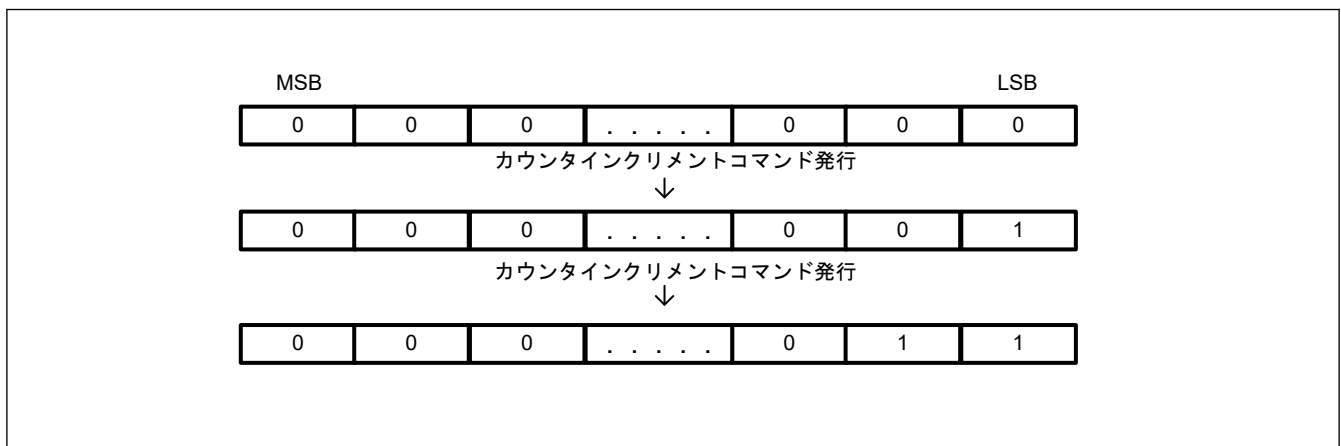 MSB LSB
0 0 0 . . . . . 0 0 0
カウンタインクリメントコマンド発行
↓
0 0 0 . . . . . 0 0 1
カウンタインクリメントコマンド発行
↓
0 0 0 . . . . . 0 1 1